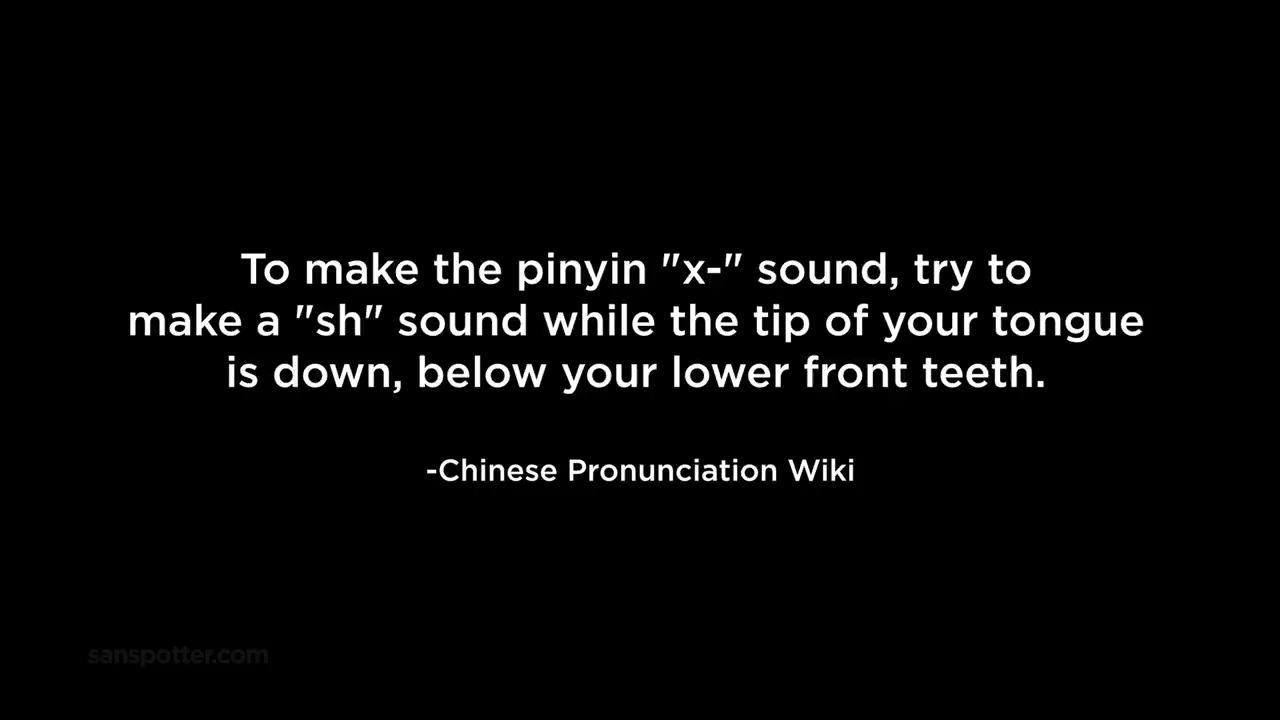 To make the pinyin "x-" sound, try to
make a "sh" sound while the tip of your tongue
is down, below your lower front teeth.
-Chinese Pronunciation Wiki
sanspotter.com